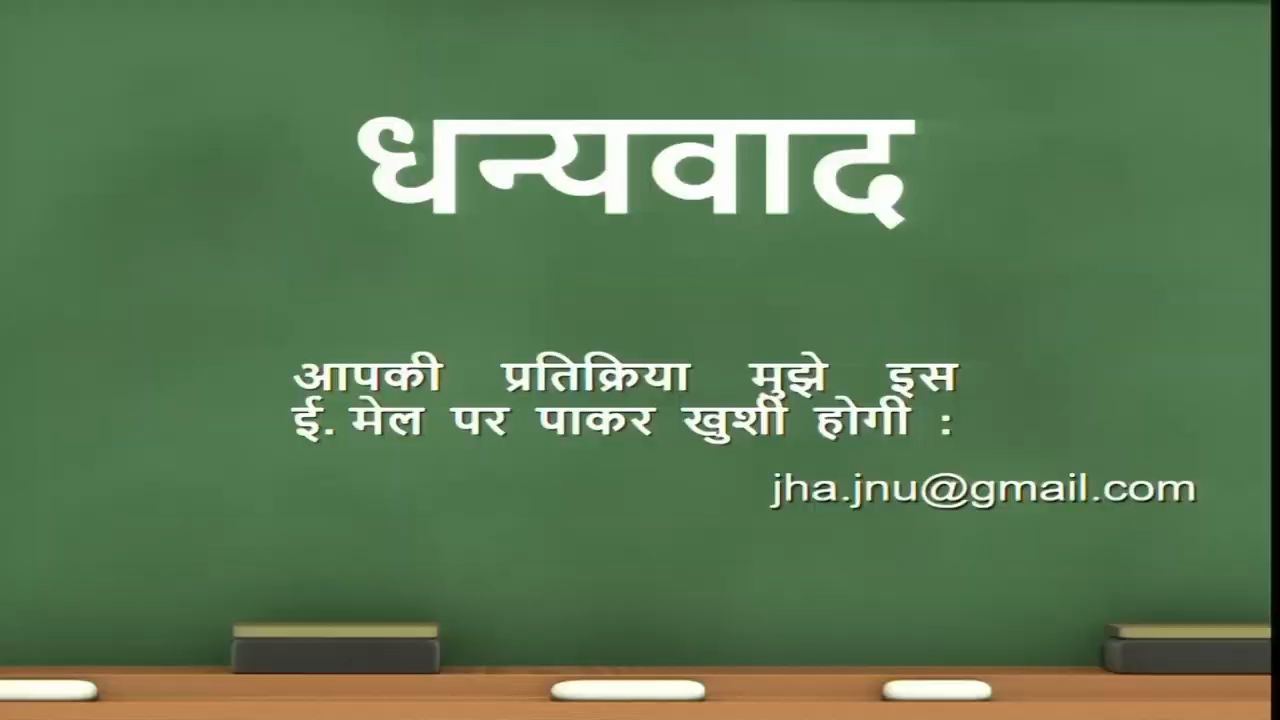 धन्यवाद
आपकी प्रतिक्रिया मुझे इस
ई. मेल पर पाकर खुशी होगी :
jha.jnu@gmail.com